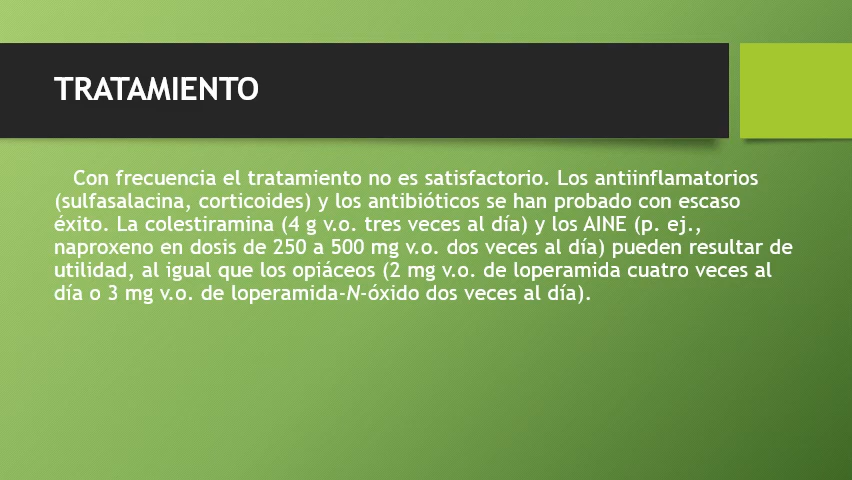 TRATAMIENTO
Con frecuencia el tratamiento no es satisfactorio. Los antiinflamatorios
(sulfasalacina, corticoides) y los antibióticos se han probado con escaso
éxito. La colestiramina (4 g v.o. tres veces al día) y los AINE (p. ej.,
naproxeno en dosis de 250 a 500 mg v.o. dos veces al día) pueden resultar de
utilidad, al igual que los opiáceos (2 mg v.o. de loperamida cuatro veces al
día o 3 mg v.o. de loperamida-N-óxido dos veces al día).